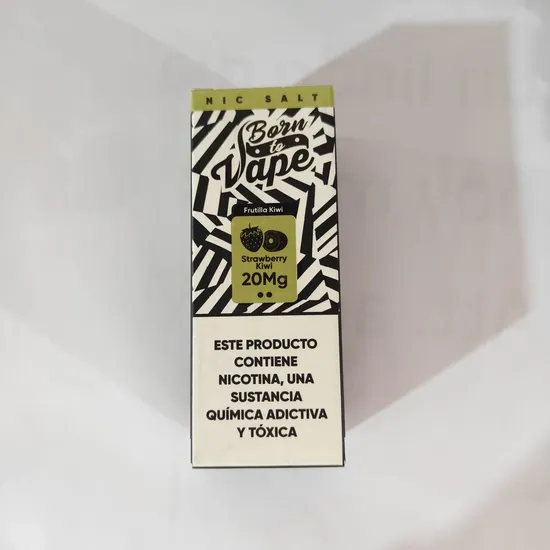 NIC SALT
Born
to
Vape
Frutilla Kiwi
Strawberry
Kiwi
20Mg
ESTE PRODUCTO
CONTIENE
NICOTINA, UNA
SUSTANCIA
QUÍMICA ADICTIVA
Y TÓXICA